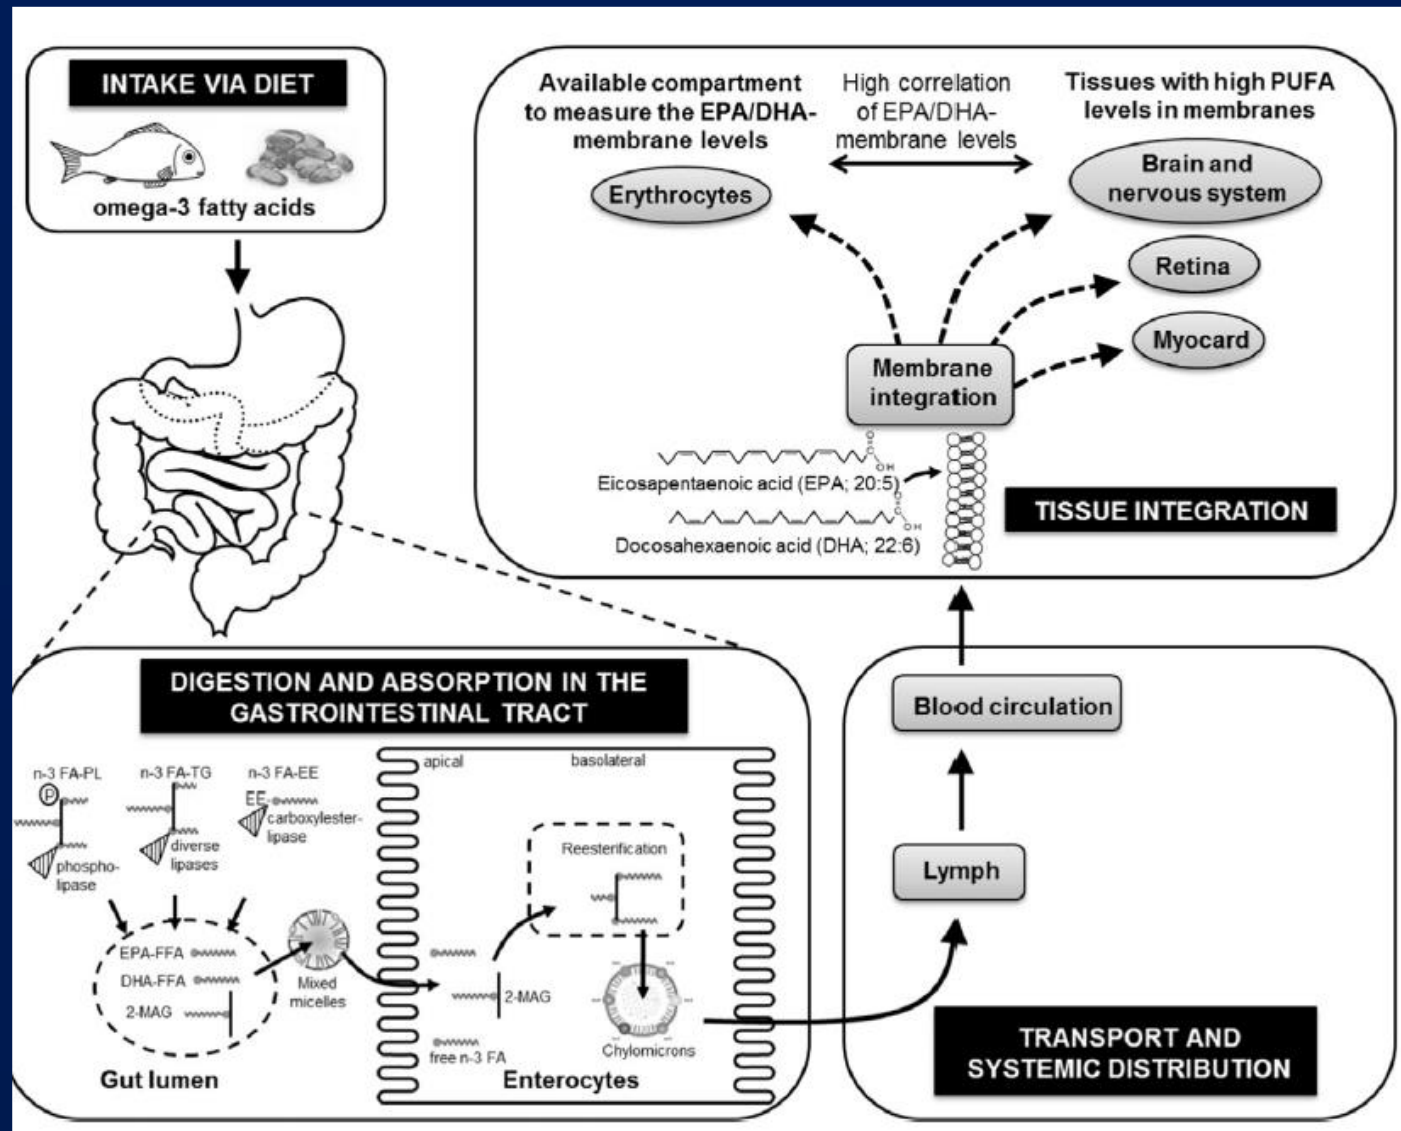 INTAKE VIA DIET
omega-3 fatty acids
Available compartment
to measure the EPA/DHA-
membrane levels
High correlation
of EPA/DHA-
membrane levels
Tissues with high PUFA
levels in membranes
Erythrocytes
Brain and
nervous system
Retina
Myocard
Membrane
integration
O
C
OH
Eicosapentaenoic acid (EPA; 20:5)
O
C
OH
Docosahexaenoic acid (DHA; 22:6)
TISSUE INTEGRATION
DIGESTION AND ABSORPTION IN THE
GASTROINTESTINAL TRACT
n-3 FA-PL
P
phospho-
lipase
n-3 FA-TG
diverse
lipases
n-3 FA-EE
EE
carboxylester-
lipase
EPA-FFA
DHA-FFA
2-MAG
Gut lumen
Mixed
micelles
apical
basolateral
Reesterification
2-MAG
free n-3 FA
Chylomicrons
Enterocytes
Blood circulation
Lymph
TRANSPORT AND
SYSTEMIC DISTRIBUTION